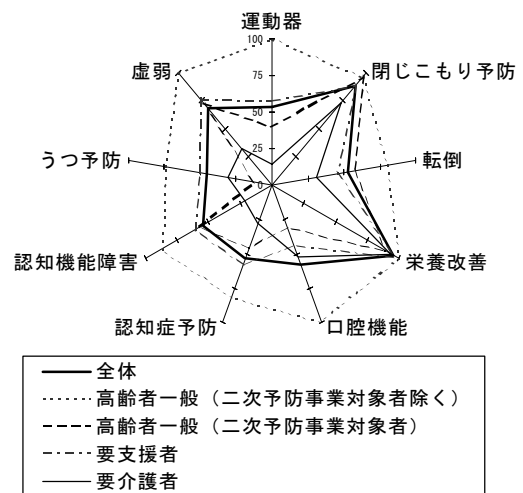 運動器
100
75
50
25
0
閉じこもり予防
転倒
栄養改善
口腔機能
認知症予防
認知機能障害
うつ予防
虚弱
全体
高齢者一般（二次予防事業対象者除く）
高齢者一般（二次予防事業対象者）
要支援者
要介護者